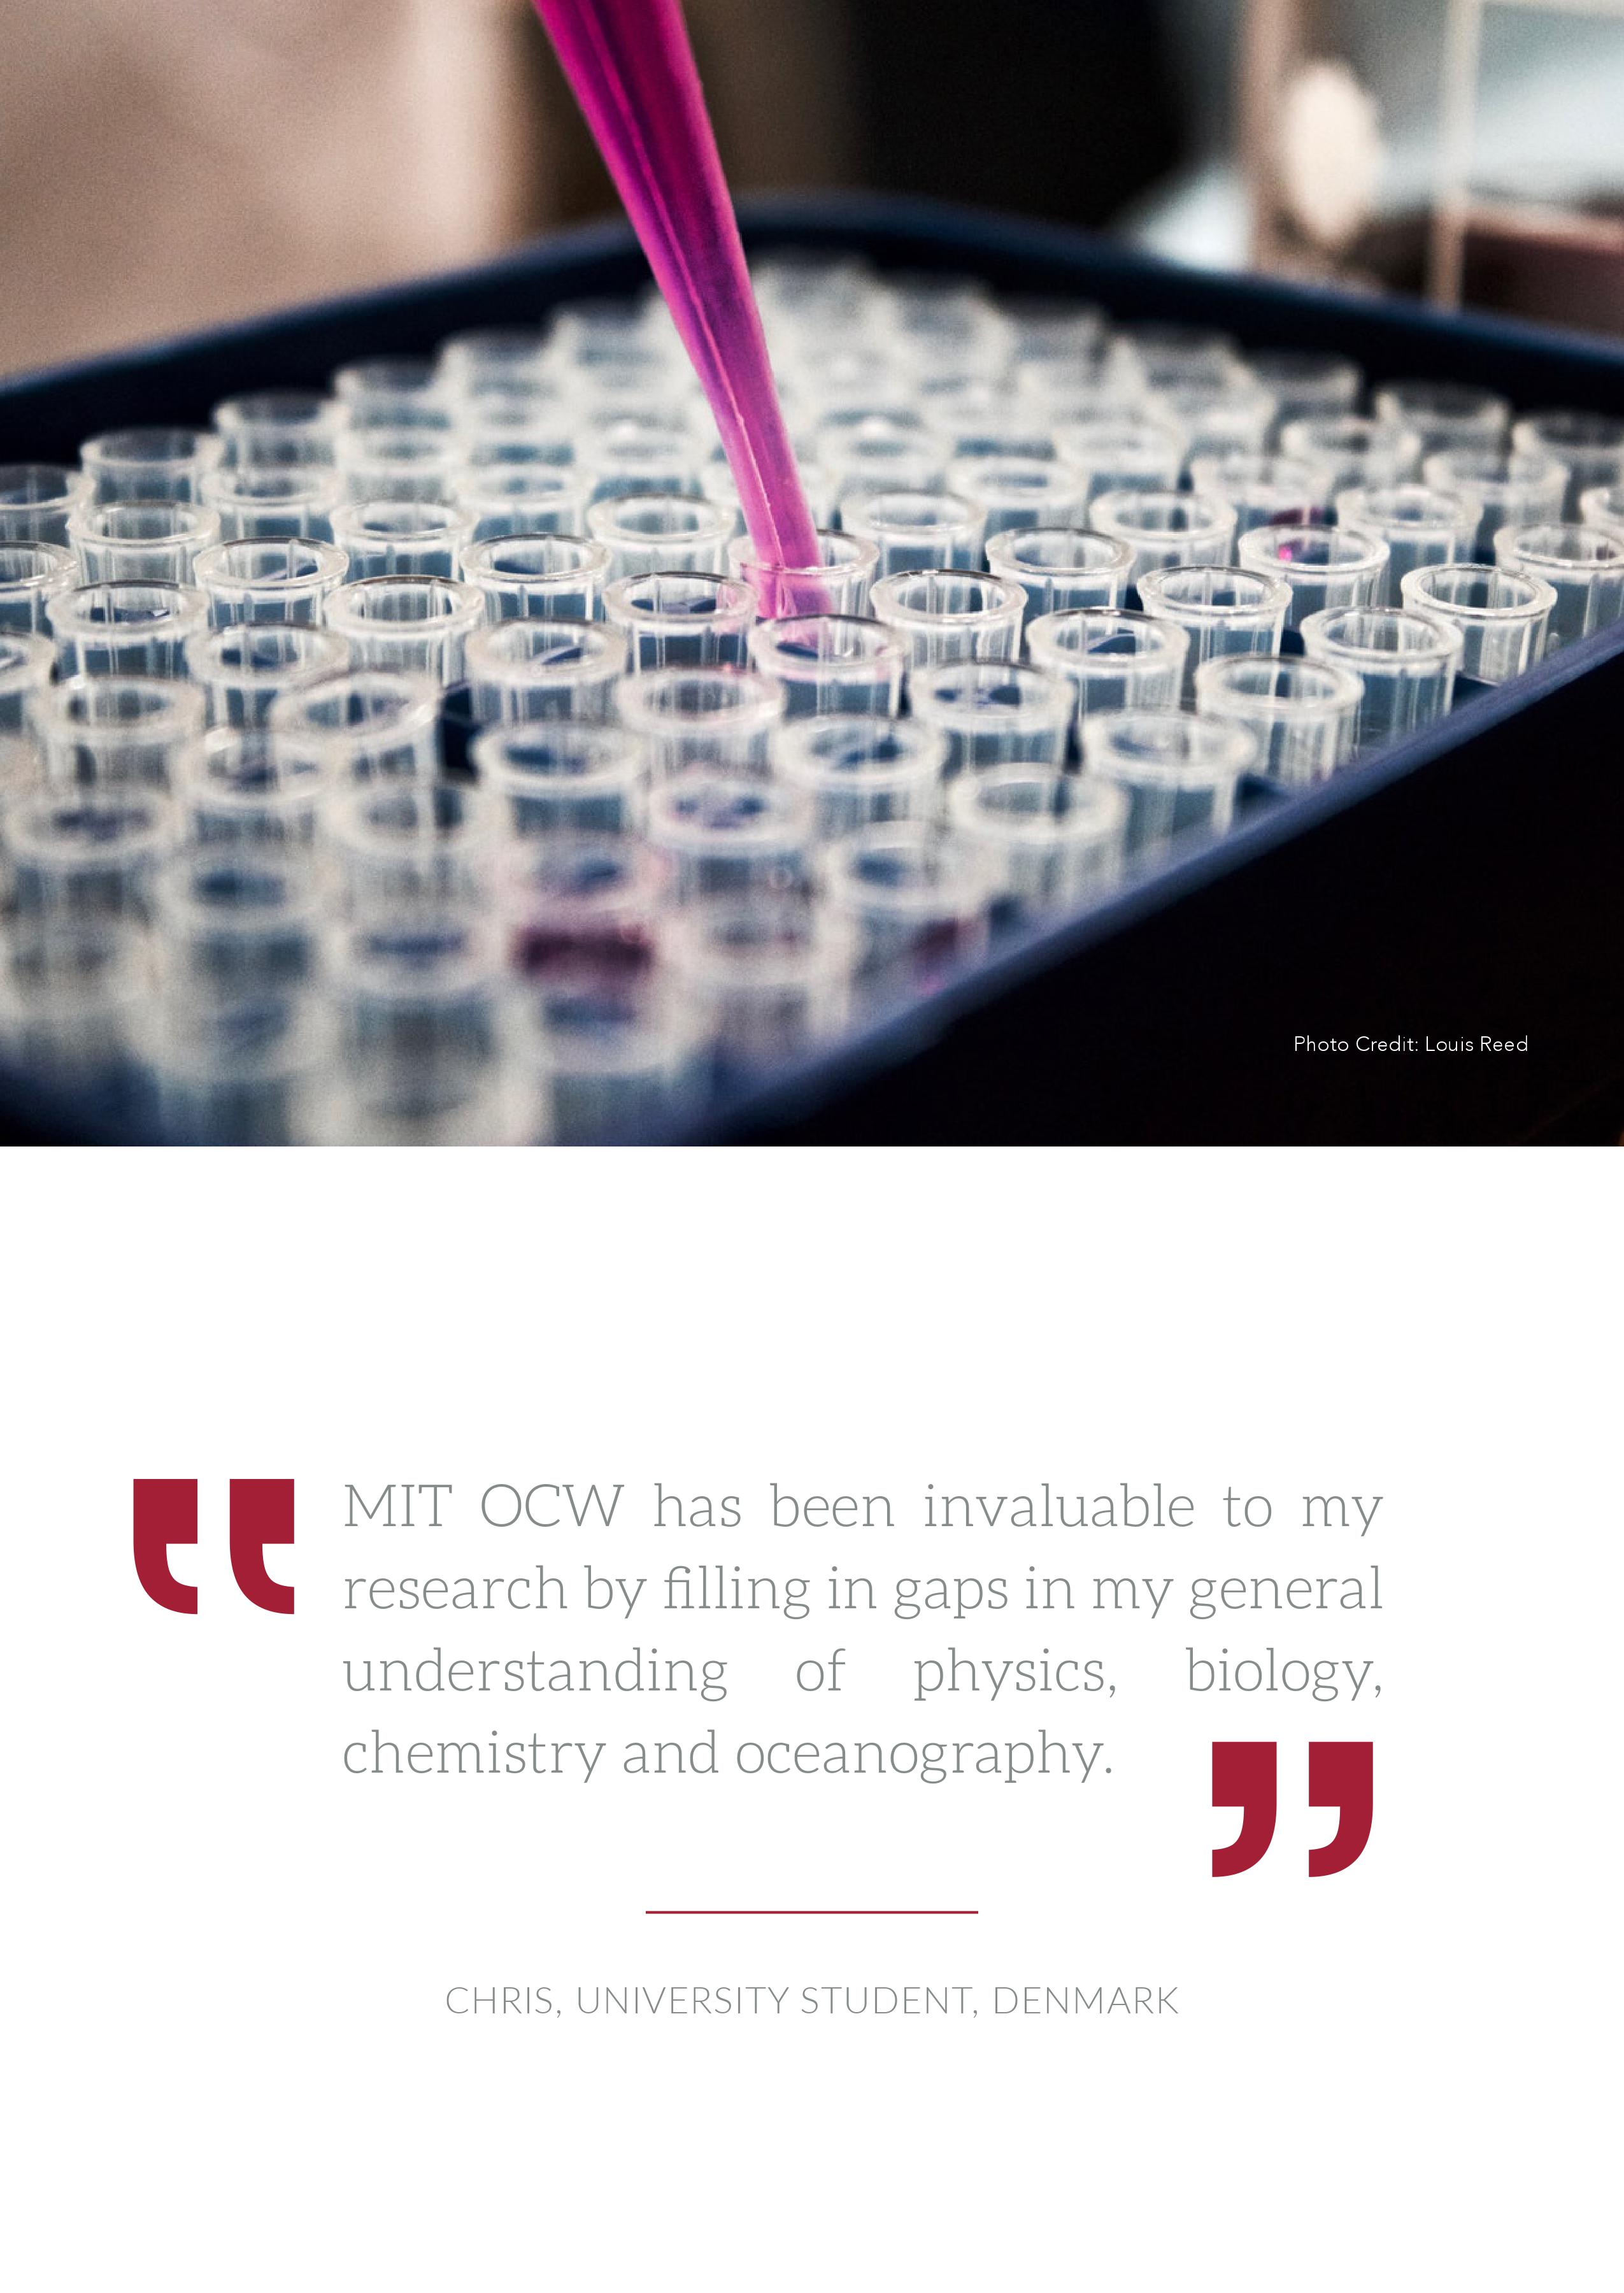 Photo Credit: Louis Reed
“MIT OCW has been invaluable to my
research by filling in gaps in my general
understanding of physics, biology,
chemistry and oceanography.”
CHRIS, UNIVERSITY STUDENT, DENMARK